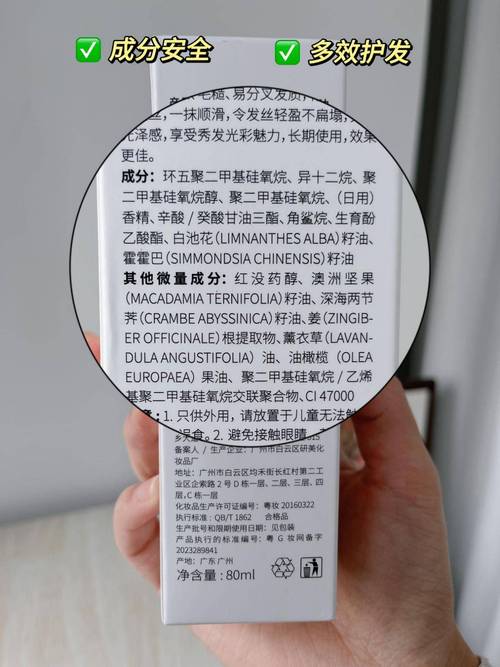 ✅ 成分安全
✅ 多效护发
毛糙、易分叉发质,
一抹顺滑,令发丝轻盈不扁塌,
光泽感,享受秀发光彩魅力,长期使用,效果
更佳。
成分:环五聚二甲基硅氧烷、异十二烷、聚
二甲基硅氧烷醇、聚二甲基硅氧烷、(日用)
香精、辛酸/癸酸甘油三酯、角鲨烷、生育酚
乙酸酯、白池花(LIMNANTHES ALBA)籽油、
霍霍巴(SIMMONDSIA CHINENSIS)籽油
其他微量成分:红没药醇、澳洲坚果
(MACADAMIA TERNIFOLIA)籽油、深海两节
荠(CRAMBE ABYSSINICA)籽油、姜(ZINGIB-
ER OFFICINALE)根提取物、薰衣草(LAVAN-
DULA ANGUSTIFOLIA)油、油橄榄(OLEA
EUROPAEA)果油、聚二甲基硅氧烷/乙烯
基聚二甲基硅氧烷交联聚合物、CI 47000
1. 只供外用,请放置于儿童无法触
误食。2. 避免接触眼睛,
备案人/生产企业:广州市白云区研美化
妆品厂
地址:广州市白云区均禾街长红村第二工
业区企索路2号D栋一层、二层、三层、四
层,C栋一层
化妆品生产许可证编号:粤妆20160322
执行标准:QB/T 1862 合格品
生产批号和限期使用日期:见包装
产品执行的标准编号:粤G妆网备字
2023289841
产地:广东广州
净含量:80ml